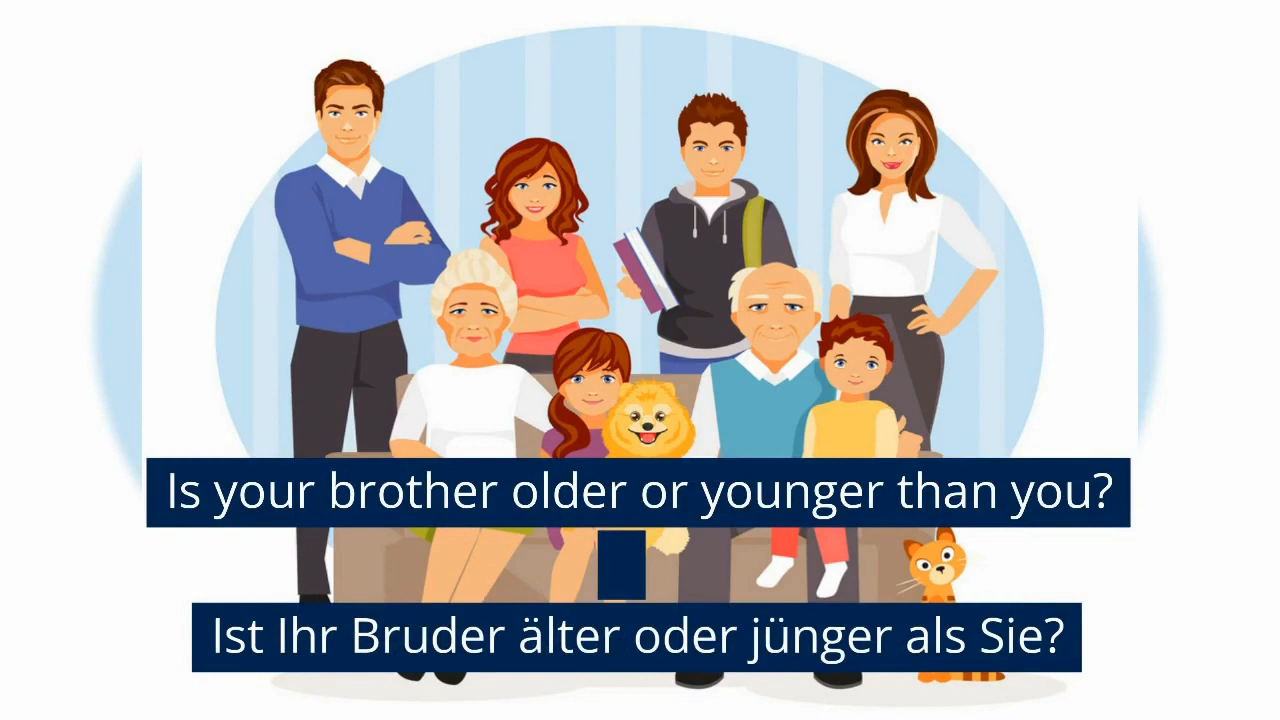 Is your brother older or younger than you?
Ist Ihr Bruder älter oder jünger als Sie?